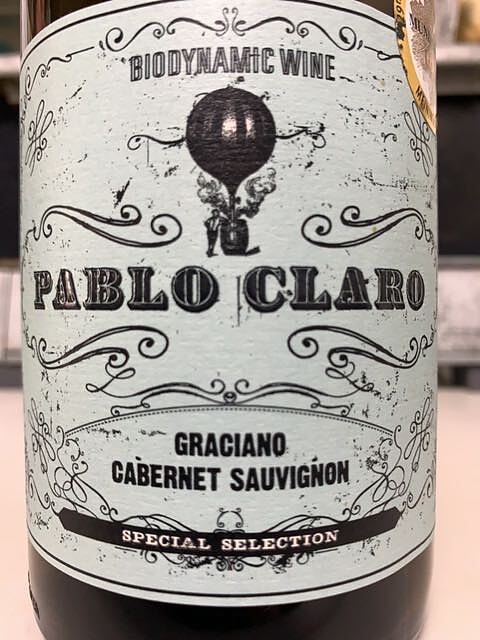 BIODYNAMIC WINE
PABLO CLARO
GRACIANO
CABERNET SAUVIGNON
SPECIAL SELECTION